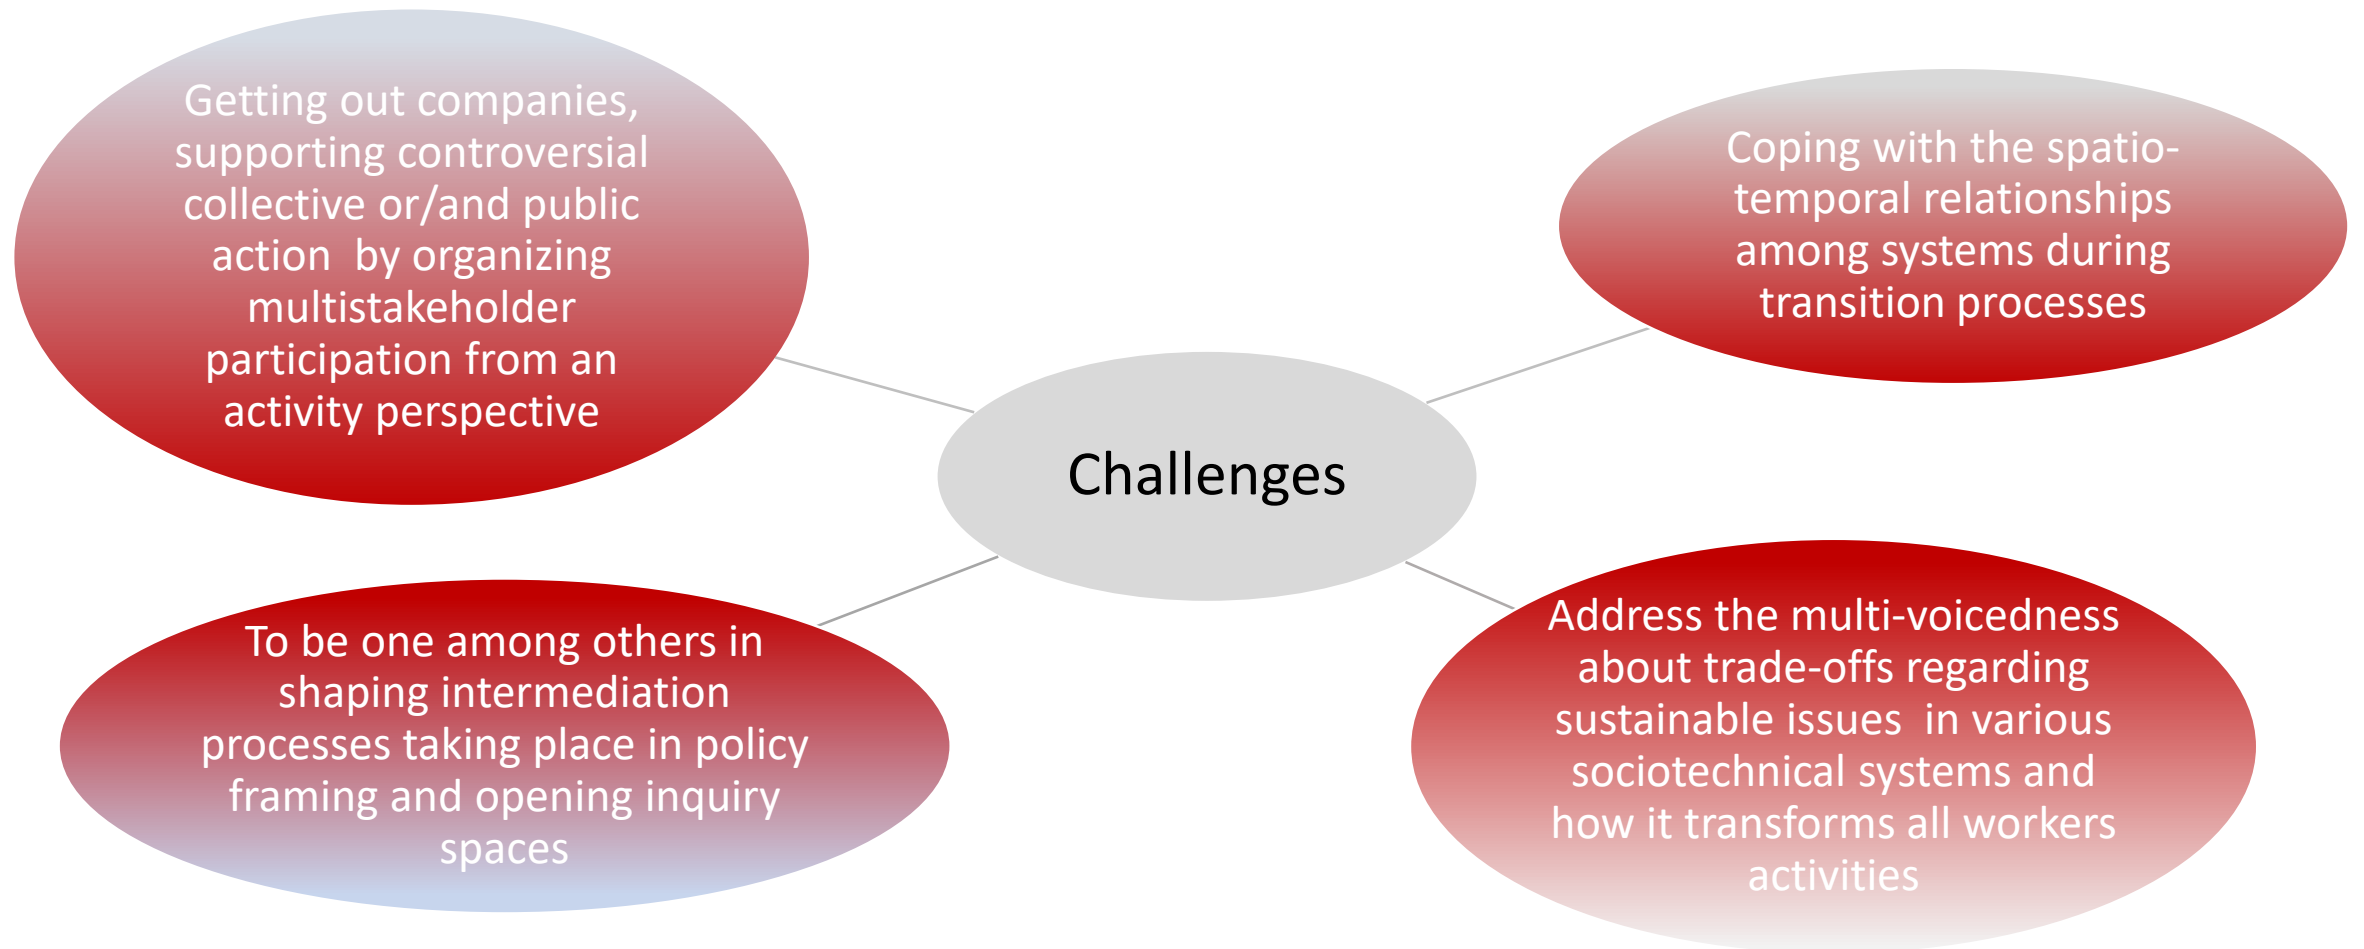 Getting out companies,
supporting controversial
collective or/and public
action  by organizing
multistakeholder
participation from an
activity perspective
Coping with the spatio-
temporal relationships
among systems during
transition processes
Challenges
To be one among others in
shaping intermediation
processes taking place in policy
framing and opening inquiry
spaces
Address the multi-voicedness
about trade-offs regarding
sustainable issues  in various
sociotechnical systems and
how it transforms all workers
activities